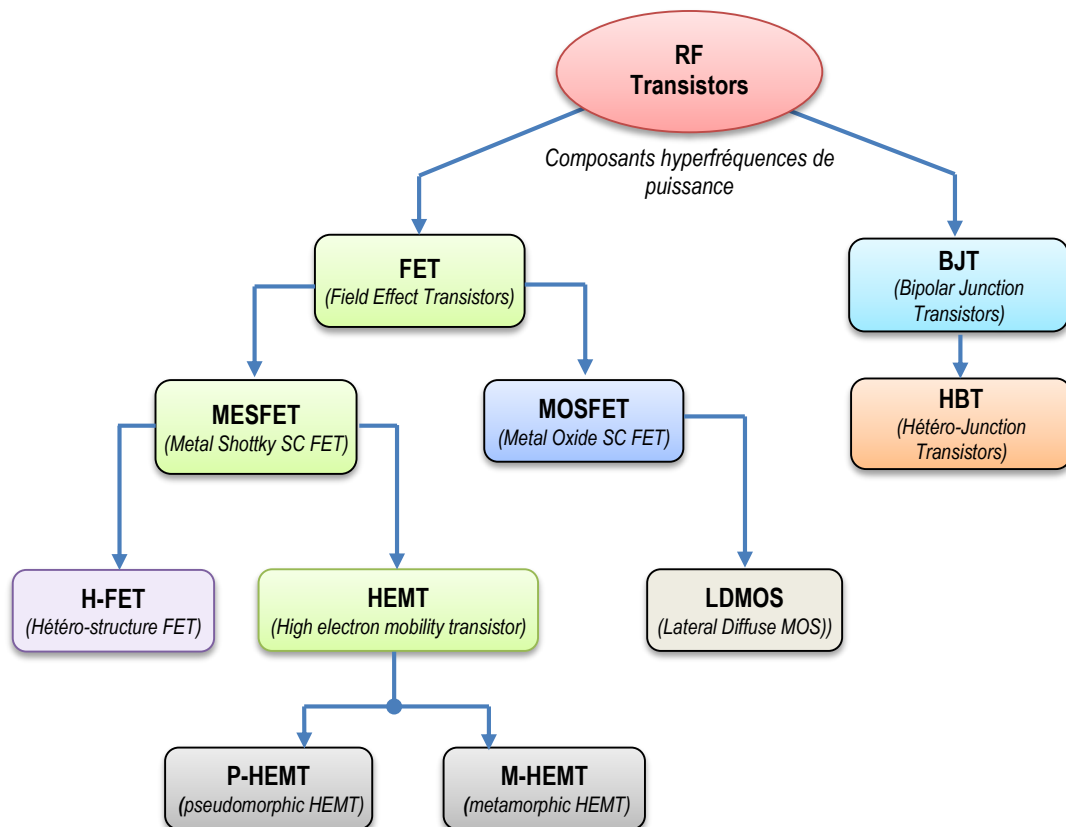 RF
Transistors
Composants hyperfréquences de
puissance
FET
(Field Effect Transistors)
BJT
(Bipolar Junction
Transistors)
MESFET
(Metal Shottky SC FET)
MOSFET
(Metal Oxide SC FET)
HBT
(Hétéro-Junction
Transistors)
H-FET
(Hétéro-structure FET)
HEMT
(High electron mobility transistor)
LDMOS
(Lateral Diffuse MOS))
P-HEMT
(pseudomorphic HEMT)
M-HEMT
(metamorphic HEMT)